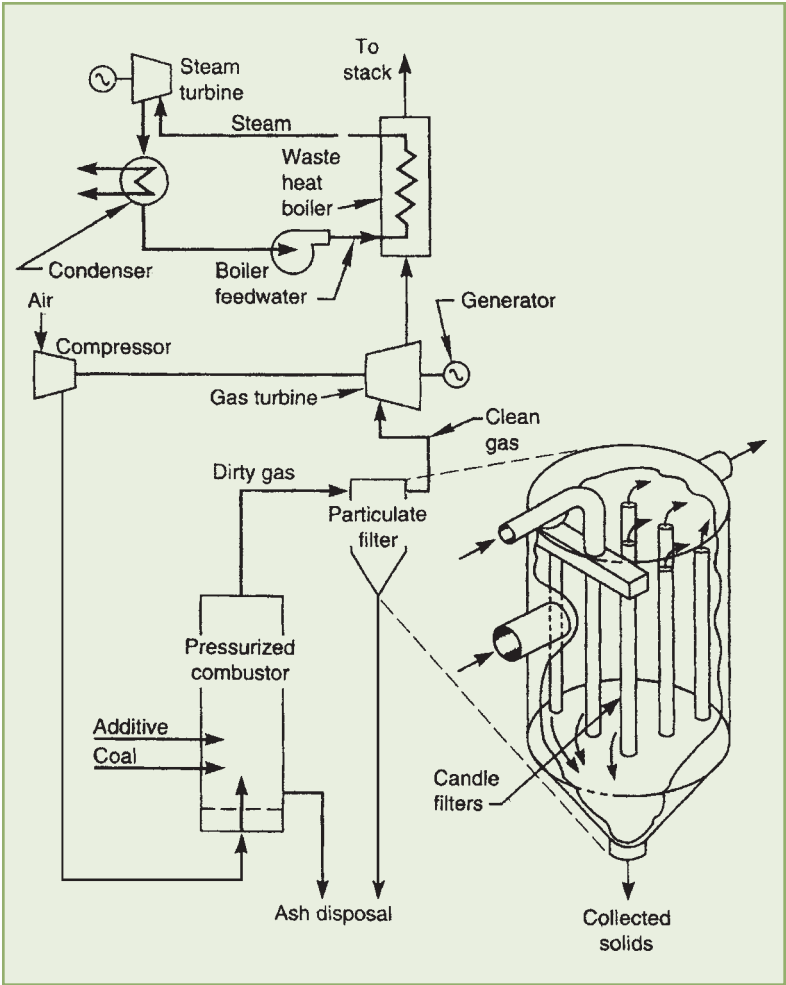 To
stack
Steam
turbine
Steam
Waste
heat
boiler
Condenser
Boiler
feedwater
Air
Generator
Compressor
Gas turbine
Clean
gas
Dirty gas
Particulate
filter
Pressurized
combustor
Additive
Coal
Candle
filters
Ash disposal
Collected
solids